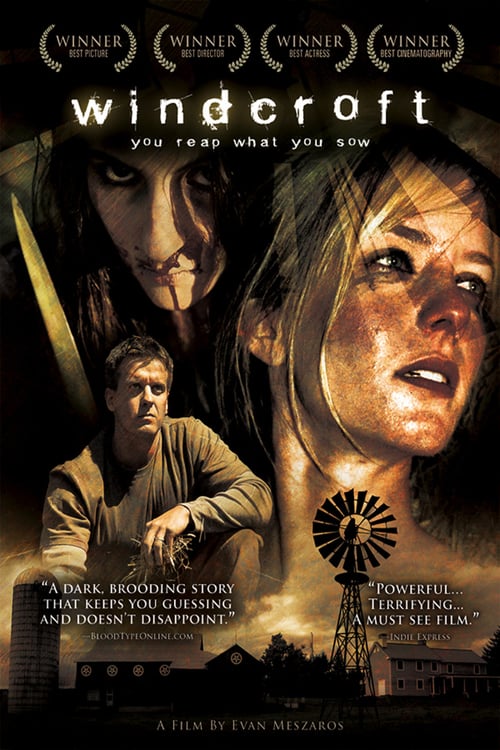 WINNER WINNER WINNER WINNER
BEST PICTURE BEST DIRECTOR BEST ACTRESS BEST CINEMATOGRAPHY
windcroft
you reap what you sow
“A DARK, BROODING STORY
THAT KEEPS YOU GUESSING
AND DOESN’T DISAPPOINT.”
—BLOODTYPEONLINE.COM
“POWERFUL...
TERRIFYING...
A MUST SEE FILM.”
—INDIE EXPRESS
A FILM BY EVAN MESZAROS